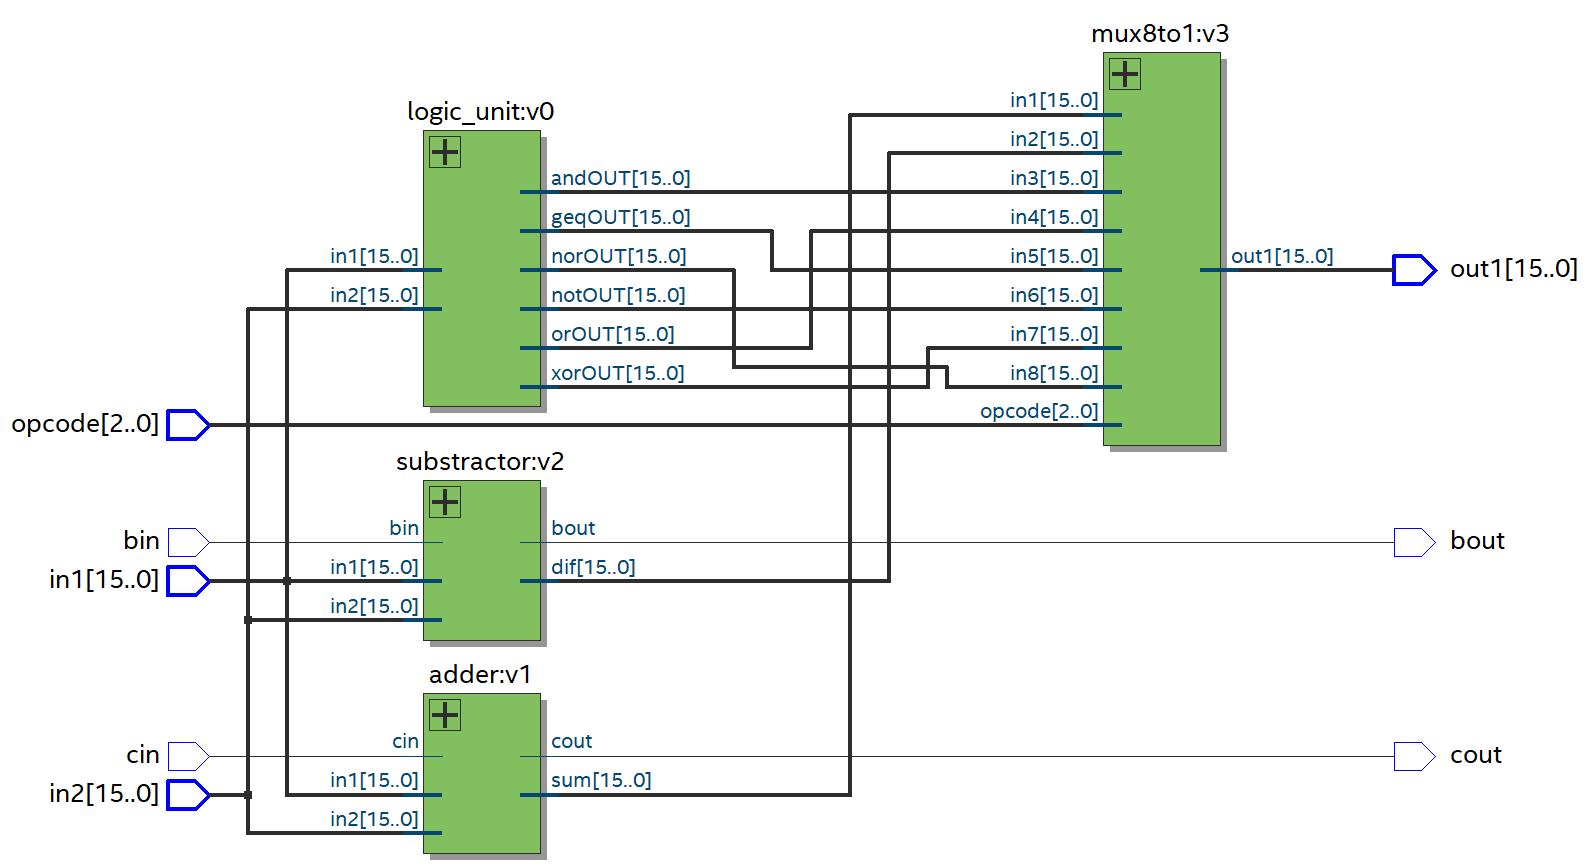 mux8to1:v3
logic_unit:v0
in1[15..0]
in2[15..0]
andOUT[15..0]
geqOUT[15..0]
norOUT[15..0]
notOUT[15..0]
orOUT[15..0]
xorOUT[15..0]
in1[15..0]
in2[15..0]
in3[15..0]
in4[15..0]
in5[15..0]
in6[15..0]
in7[15..0]
in8[15..0]
opcode[2..0]
out1[15..0]
out1[15..0]
opcode[2..0]
substractor:v2
bin
bin
bout
bout
in1[15..0]
in1[15..0]
dif[15..0]
in2[15..0]
adder:v1
cin
cin
cout
cout
in2[15..0]
in1[15..0]
sum[15..0]
in2[15..0]